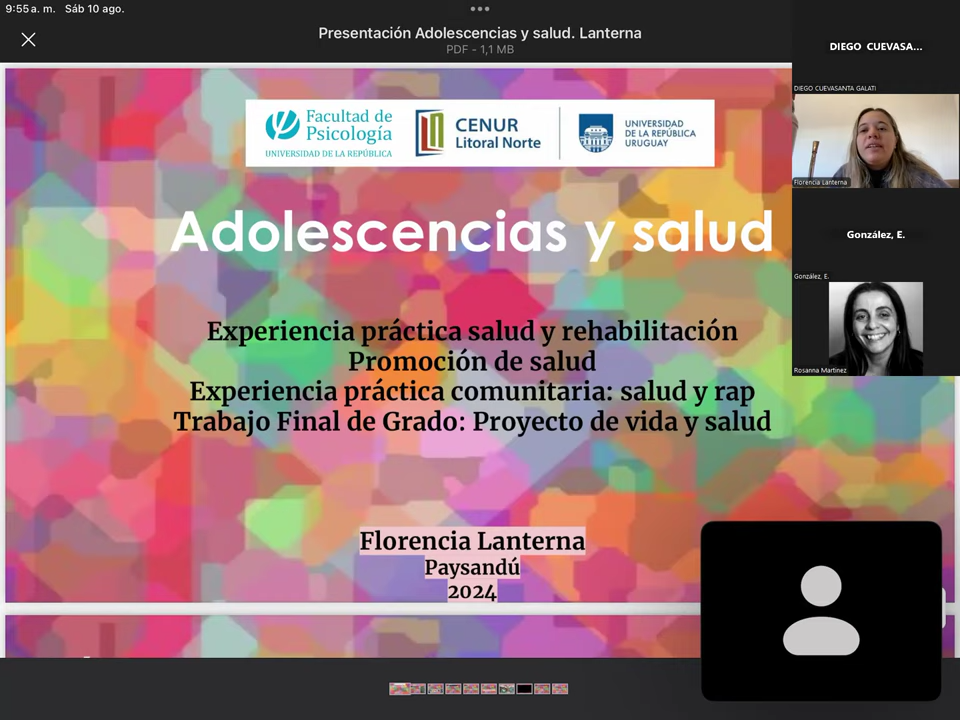 9:55 a. m.   Sáb 10 ago.
Presentación Adolescencias y salud. Lanterna
PDF - 1,1 MB
Facultad de
Psicología
UNIVERSIDAD DE LA REPÚBLICA
CENUR
Litoral Norte
UNIVERSIDAD
DE LA REPÚBLICA
URUGUAY
Adolescencias y salud
Experiencia práctica salud y rehabilitación
Promoción de salud
Experiencia práctica comunitaria: salud y rap
Trabajo Final de Grado: Proyecto de vida y salud
Florencia Lanterna
Paysandú
2024
DIEGO CUEVASA...
DIEGO CUEVASANTA GALATI
Florencia Lanterna
González, E.
González, E.
Rosanna Martinez